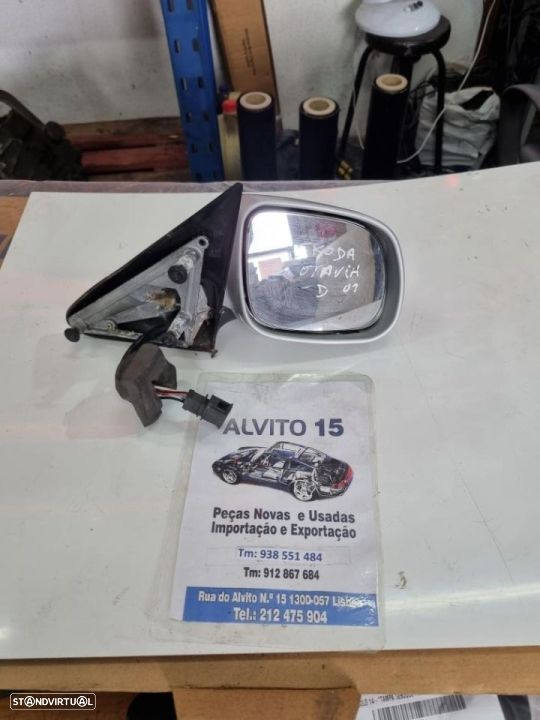 SKODA
OTAVIA
-D 01
ALVITO 15
Peças Novas e Usadas
Importação e Exportação
Tm: 938 551 484
Tm: 912 867 684
Rua do Alvito N.º 15 1300-057 Lisboa
Tel.: 212 475 904
STANDVIRTUAL